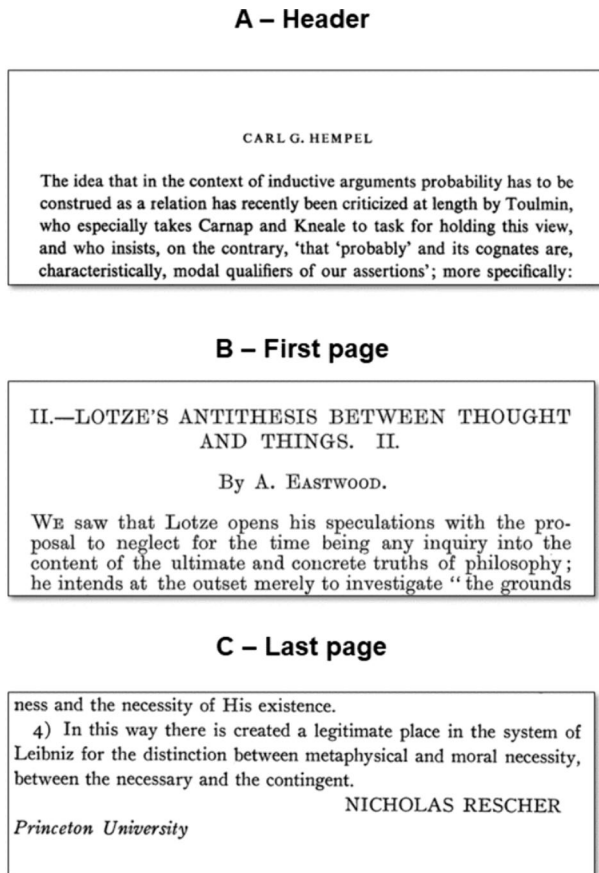 A – Header
CARL G. HEMPEL
The idea that in the context of inductive arguments probability has to be
construed as a relation has recently been criticized at length by Toulmin,
who especially takes Carnap and Kneale to task for holding this view,
and who insists, on the contrary, 'that 'probably' and its cognates are,
characteristically, modal qualifiers of our assertions'; more specifically:
B – First page
II.—LOTZE'S ANTITHESIS BETWEEN THOUGHT
AND THINGS. II.
By A. EASTWOOD.
WE saw that Lotze opens his speculations with the pro-
posal to neglect for the time being any inquiry into the
content of the ultimate and concrete truths of philosophy;
he intends at the outset merely to investigate "the grounds
C – Last page
ness and the necessity of His existence.
4) In this way there is created a legitimate place in the system of
Leibniz for the distinction between metaphysical and moral necessity,
between the necessary and the contingent.
NICHOLAS RESCHER
Princeton University